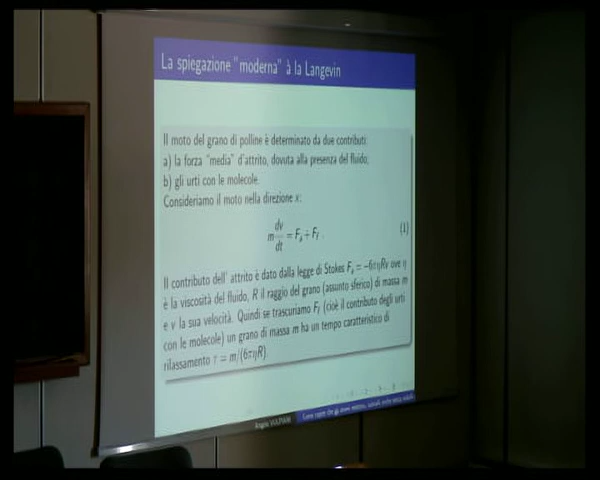 La spiegazione "moderna" à la Langevin
Il moto del grano di polline è determinato da due contributi:
a) la forza "media" d'attrito, dovuta alla presenza del fluido;
b) gli urti con le molecole.
Consideriamo il moto nella direzione x:
m dv/dt = Fₐ + F_f . (1)
Il contributo dell' attrito è dato dalla legge di Stokes Fₐ = −6πηRv ove η
è la viscosità del fluido, R il raggio del grano (assunto sferico) di massa m
e v la sua velocità. Quindi se trascuriamo F_f (cioè il contributo degli urti
con le molecole) un grano di massa m ha un tempo caratteristico di
rilassamento τ = m/(6πηR)
Angelo VULPIANI